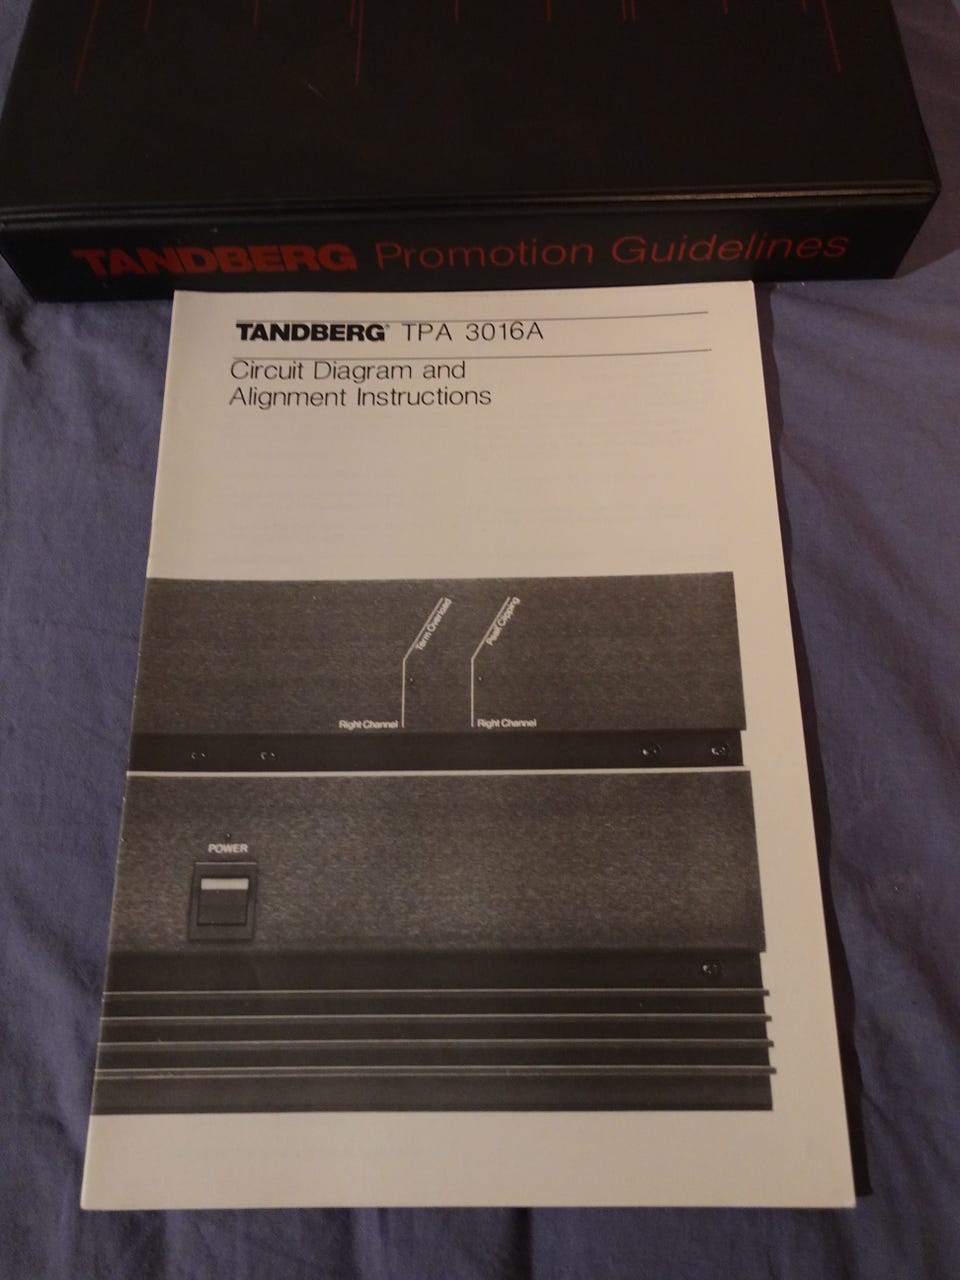 TANDBERG Promotion Guidelines
TANDBERG® TPA 3016A
Circuit Diagram and
Alignment Instructions
Term Overload
Peak Clipping
Right Channel
Right Channel
POWER